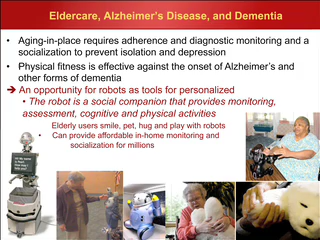 Eldercare, Alzheimer's Disease, and Dementia
• Aging-in-place requires adherence and diagnostic monitoring and a
socialization to prevent isolation and depression
• Physical fitness is effective against the onset of Alzheimer's and
other forms of dementia
➔ An opportunity for robots as tools for personalized
• The robot is a social companion that provides monitoring,
assessment, cognitive and physical activities
Elderly users smile, pet, hug and play with robots
• Can provide affordable in-home monitoring and
socialization for millions